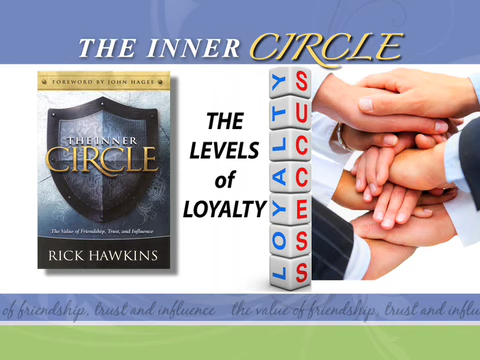 THE INNER CIRCLE
FOREWORD BY JOHN HAGEE
THE INNER
CIRCLE
The Value of Friendship, Trust, and Influence
RICK HAWKINS
THE
LEVELS
of
LOYALTY
LOYALTY
SUCCESS
of friendship, trust and influence the value of friendship, trust and influ